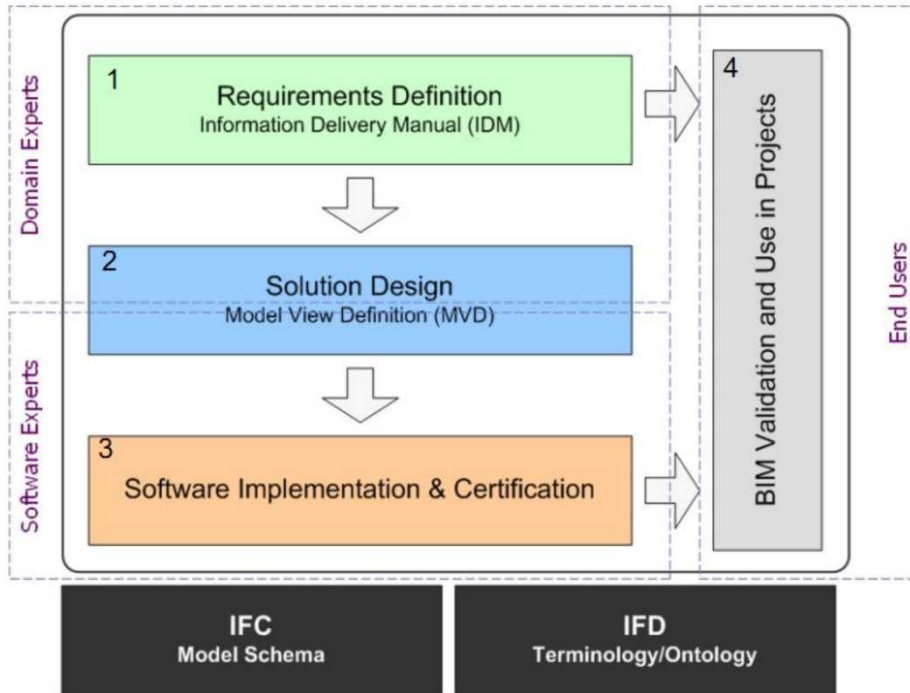 Domain Experts
1
Requirements Definition
Information Delivery Manual (IDM)
2
Solution Design
Model View Definition (MVD)
Software Experts
3
Software Implementation & Certification
4
BIM Validation and Use in Projects
End Users
IFC
Model Schema
IFD
Terminology/Ontology